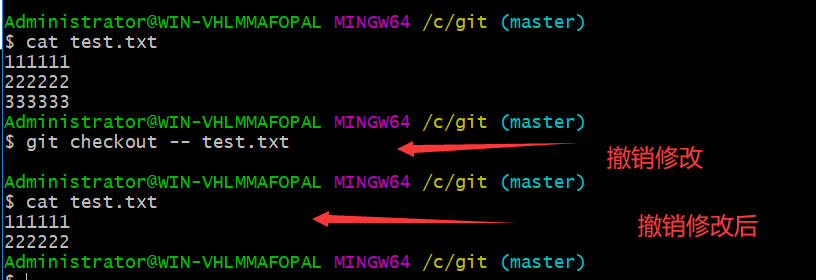 Administrator@WIN-VHLMMAFOPAL MINGW64 /c/git (master)
$ cat test.txt
111111
222222
333333
Administrator@WIN-VHLMMAFOPAL MINGW64 /c/git (master)
$ git checkout -- test.txt
撤销修改
Administrator@WIN-VHLMMAFOPAL MINGW64 /c/git (master)
$ cat test.txt
111111
撤销修改后
222222
Administrator@WIN-VHLMMAFOPAL MINGW64 /c/git (master)
$